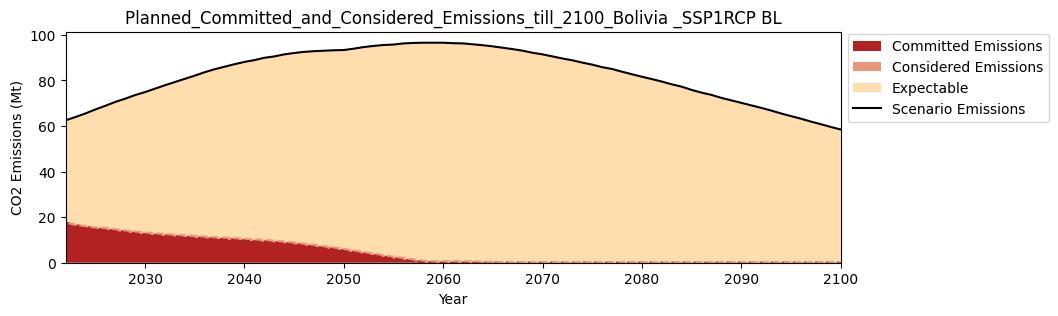 Planned_Committed_and_Considered_Emissions_till_2100_Bolivia _SSP1RCP BL
100
80
60
40
20
0
CO2 Emissions (Mt)
2030 2040 2050 2060 2070 2080 2090 2100
Year
Committed Emissions
Considered Emissions
Expectable
Scenario Emissions